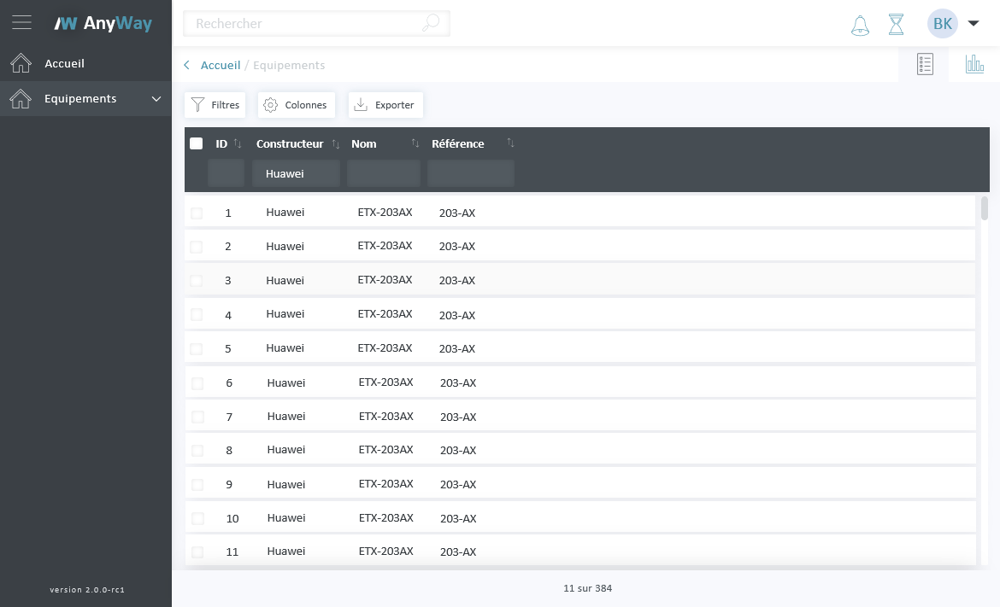 AnyWay
Rechercher
BK
Accueil
Accueil / Equipements
Equipements
Filtres Colonnes Exporter
ID Constructeur Nom Référence
Huawei
1 Huawei ETX-203AX 203-AX
2 Huawei ETX-203AX 203-AX
3 Huawei ETX-203AX 203-AX
4 Huawei ETX-203AX 203-AX
5 Huawei ETX-203AX 203-AX
6 Huawei ETX-203AX 203-AX
7 Huawei ETX-203AX 203-AX
8 Huawei ETX-203AX 203-AX
9 Huawei ETX-203AX 203-AX
10 Huawei ETX-203AX 203-AX
11 Huawei ETX-203AX 203-AX
version 2.0.0-rc1
11 sur 384